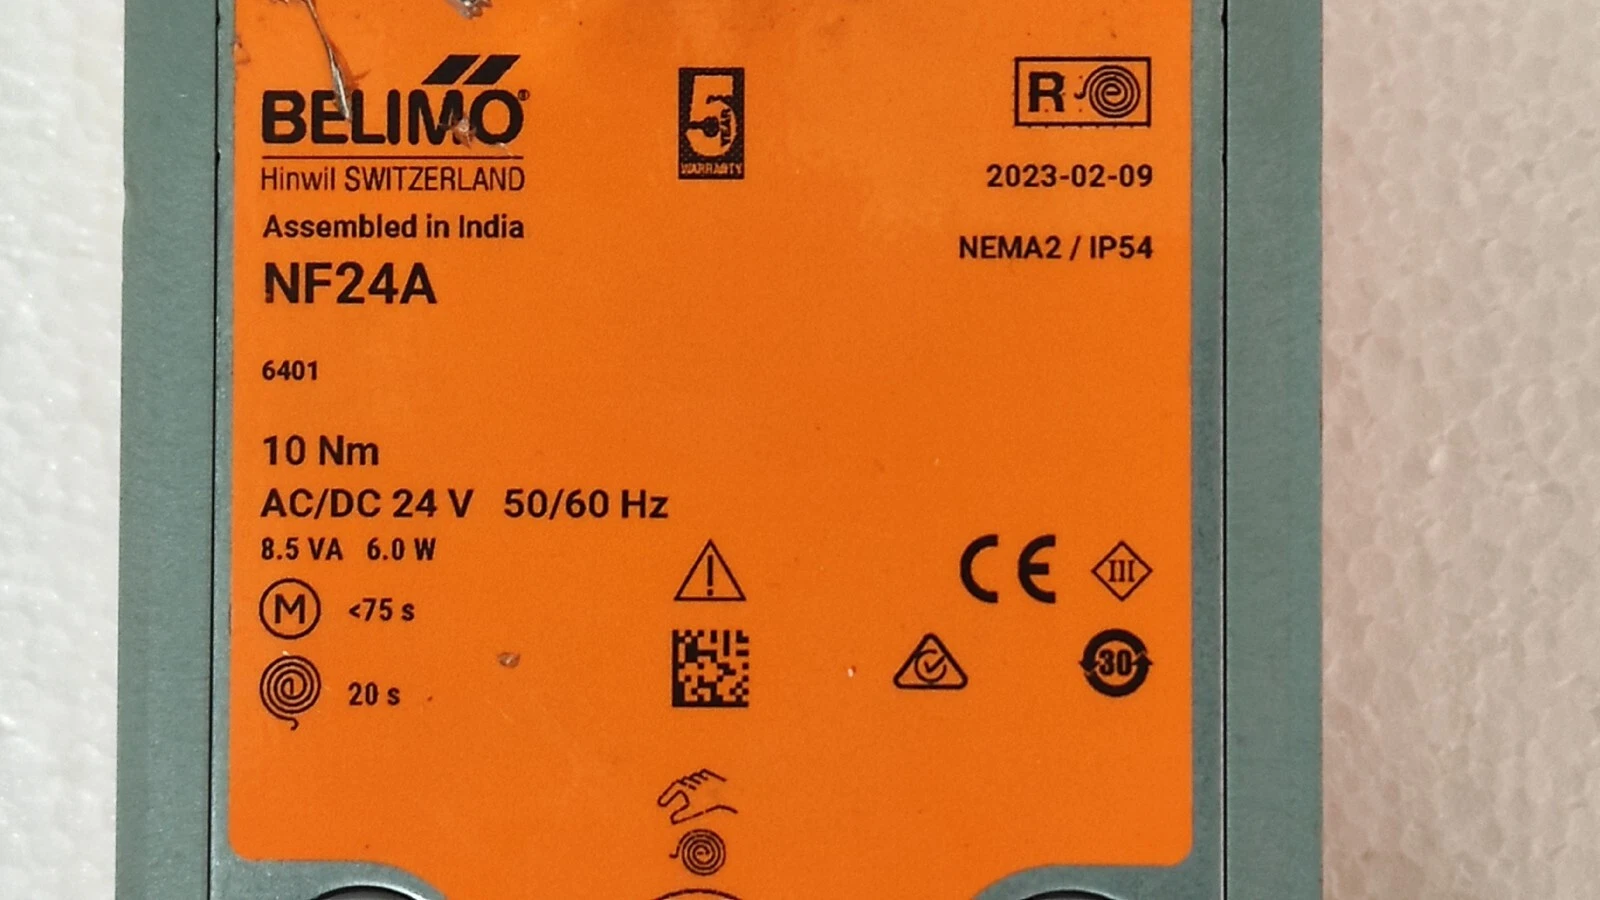 BELIMO®
Hinwil SWITZERLAND
Assembled in India
NF24A
6401
10 Nm
AC/DC 24 V 50/60 Hz
8.5 VA 6.0 W
M <75 s
20 s
5
YEAR
WARRANTY
R
2023-02-09
NEMA2 / IP54
CE III
30